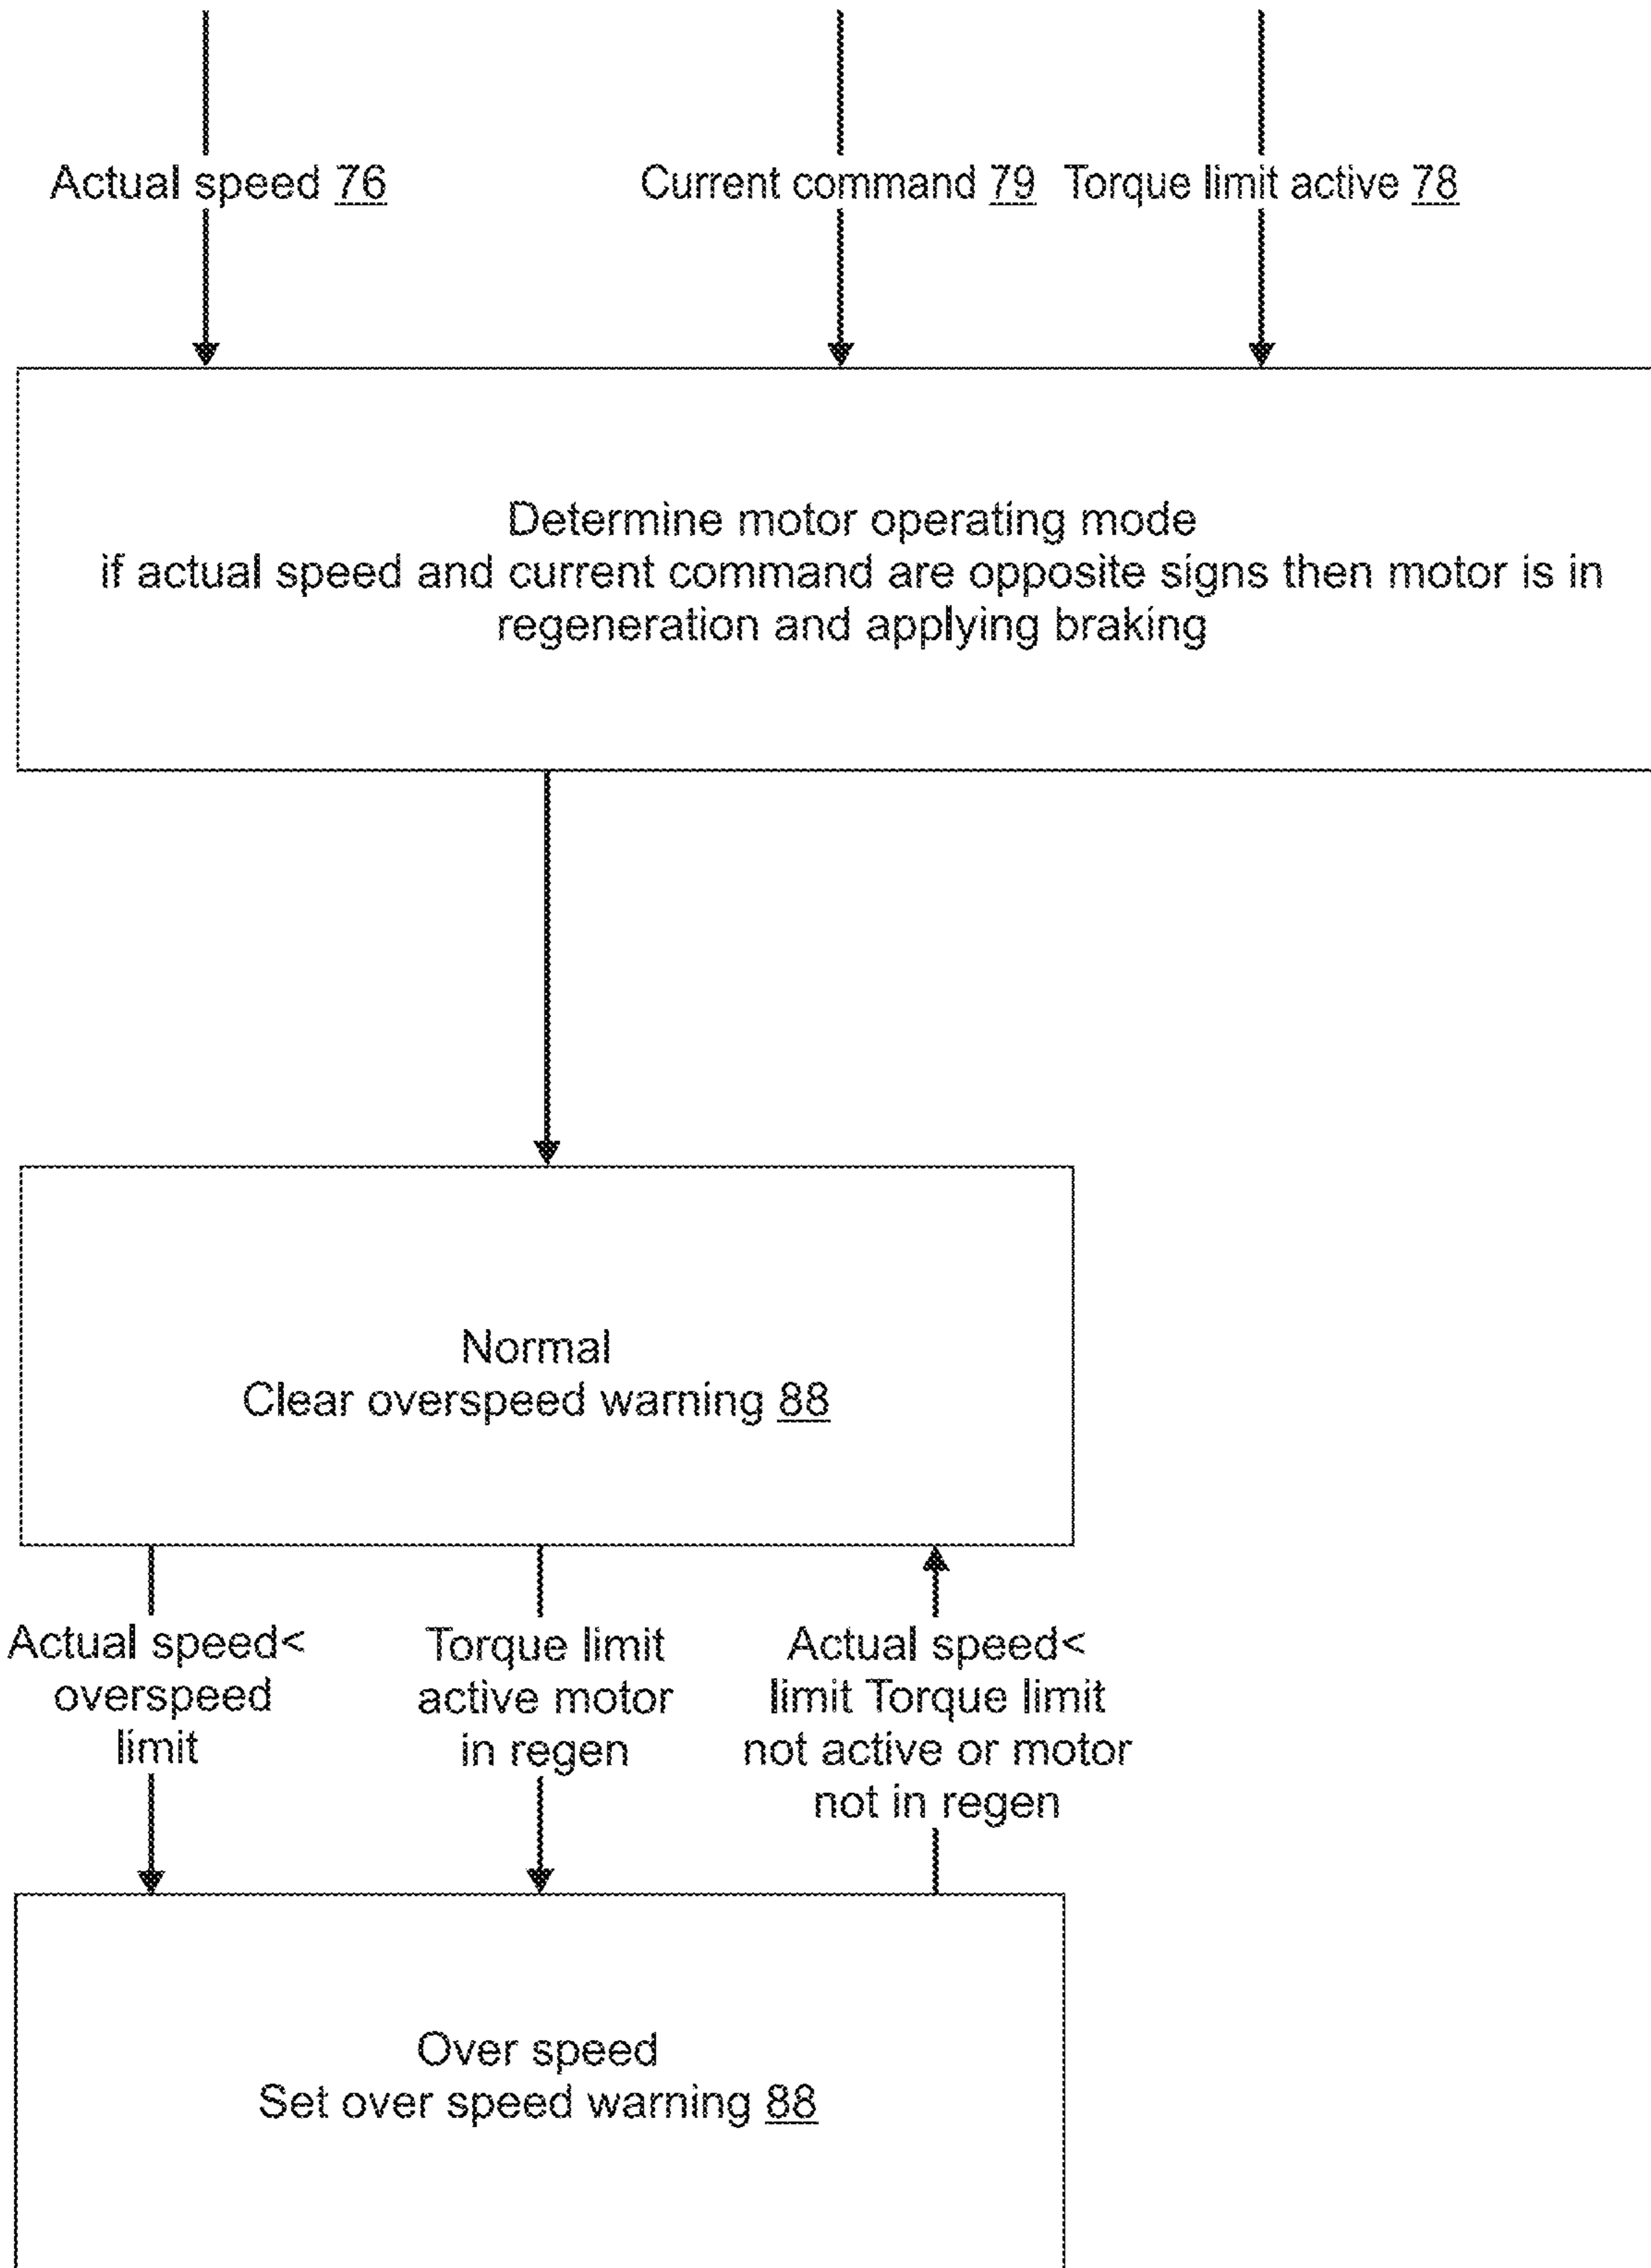 Actual speed 76
Current command 79
Torque limit active 78
Determine motor operating mode
if actual speed and current command are opposite signs then motor is in
regeneration and applying braking
Normal
Clear overspeed warning 88
Actual speed<
overspeed
limit
Torque limit
active motor
in regen
Actual speed<
limit Torque limit
not active or motor
not in regen
Over speed
Set over speed warning 88